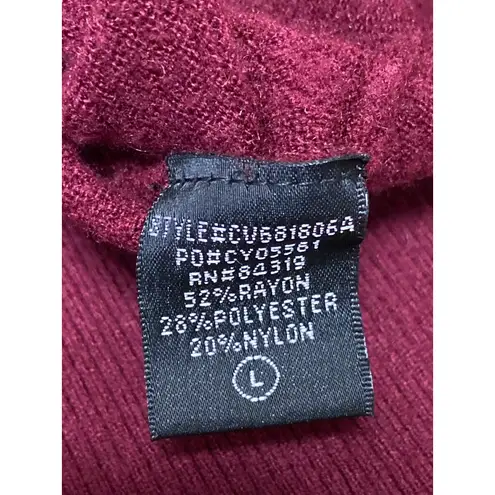 STYLE#CV681806A
PO#CY05561
RN#84319
52%RAYON
28%POLYESTER
20%NYLON
L